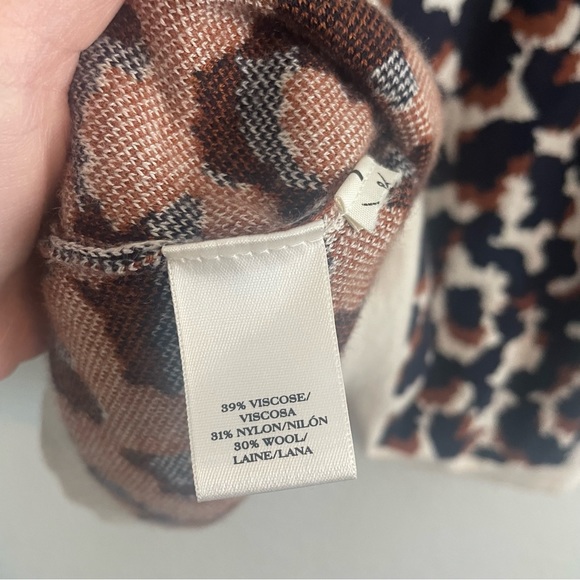 39% VISCOSE/
VISCOSA
31% NYLON/NILÓN
30% WOOL/
LAINE/LANA